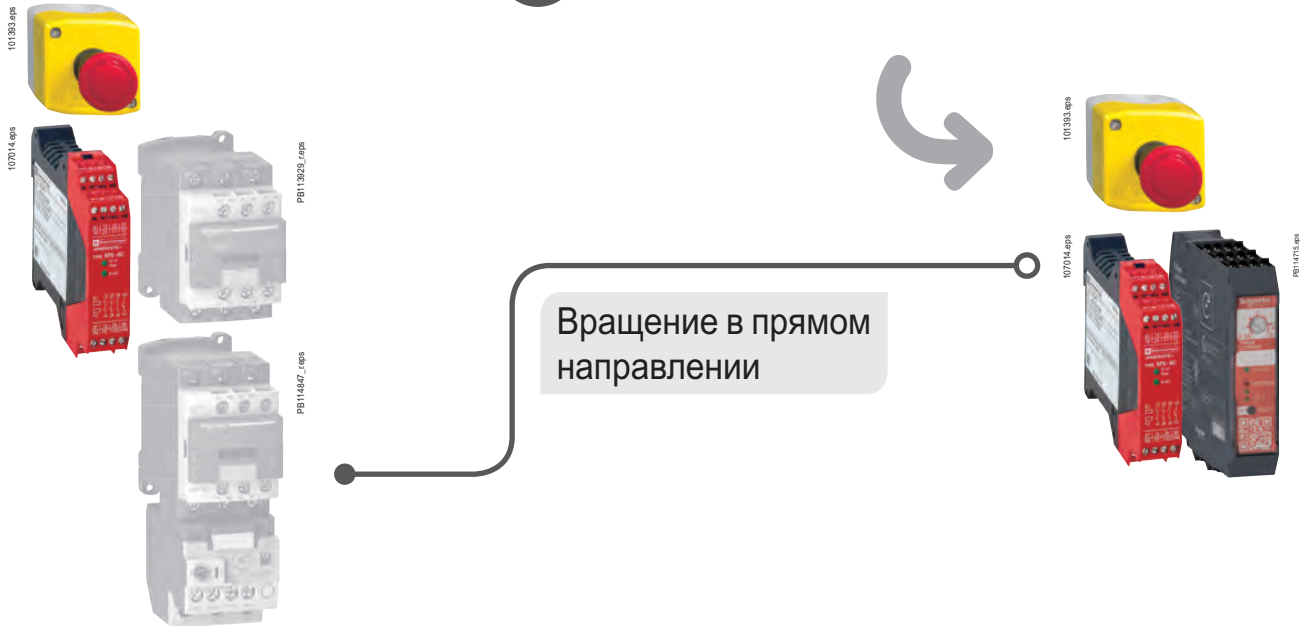 101393.eps
107014.eps
PB113929_r.eps
PB114847_r.eps
Вращение в прямом
направлении
101393.eps
107014.eps
PB114715.eps